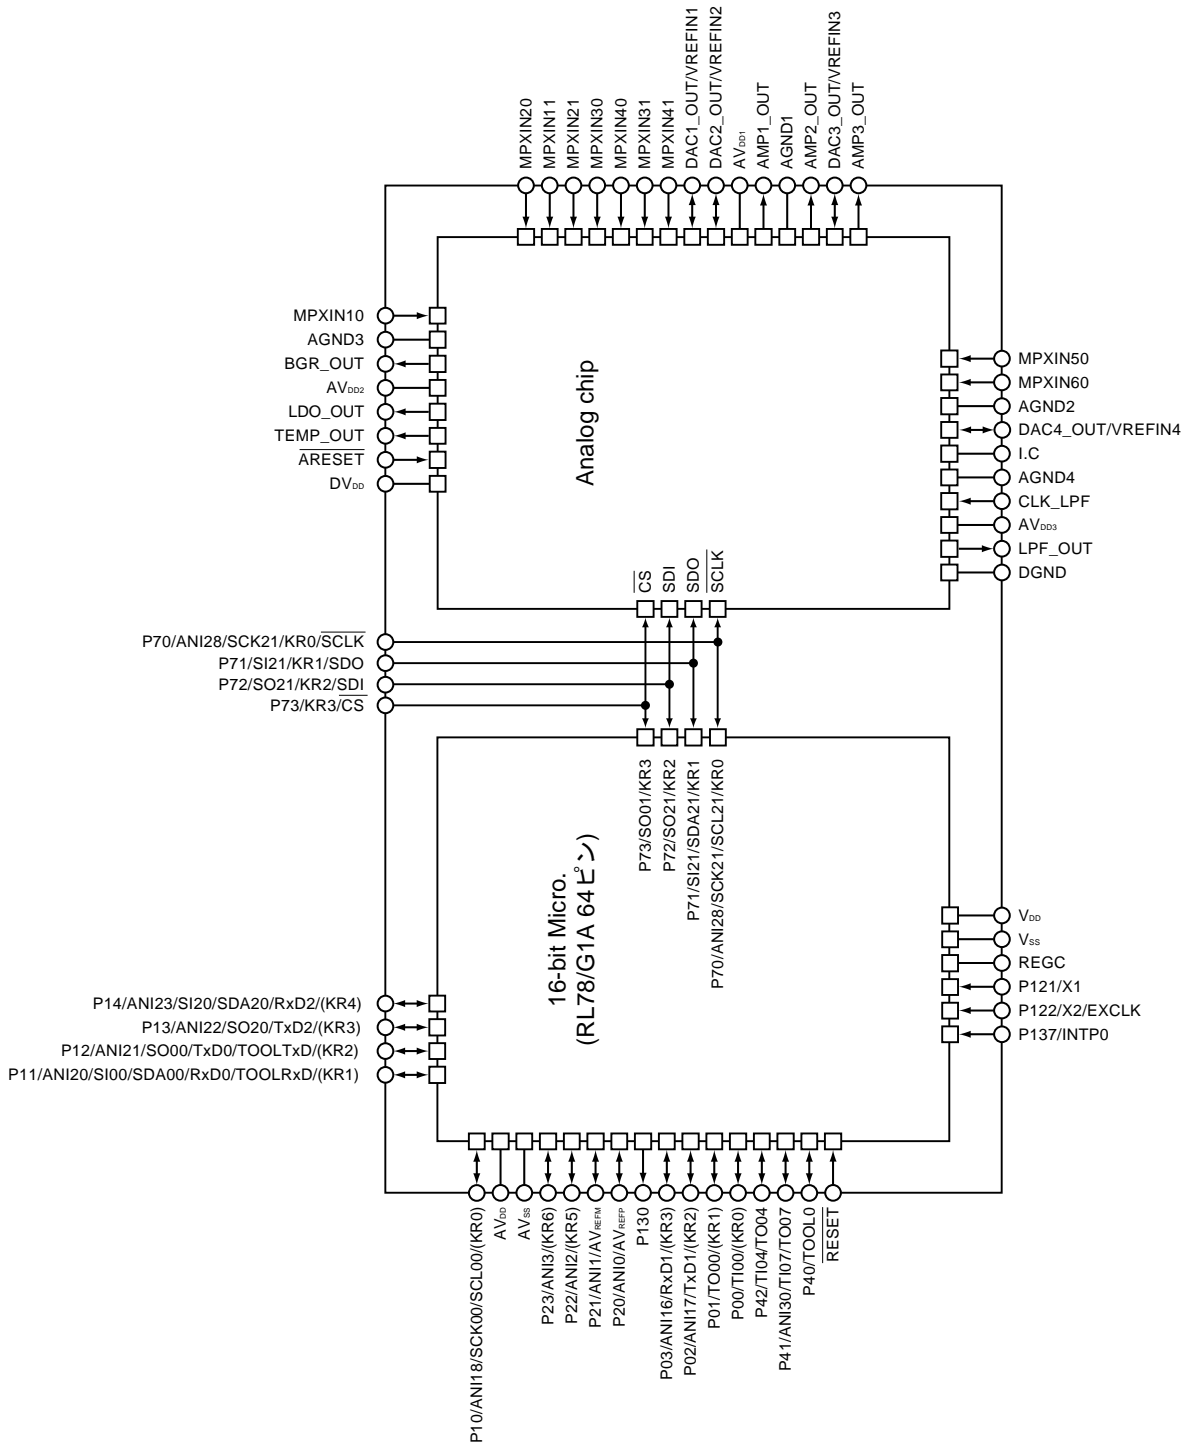 MPXIN20
MPXIN11
MPXIN21
MPXIN30
MPXIN40
MPXIN31
MPXIN41
DAC1_OUT/VREFIN1
DAC2_OUT/VREFIN2
AVDD1
AMP1_OUT
AGND1
AMP2_OUT
DAC3_OUT/VREFIN3
AMP3_OUT
MPXIN10
AGND3
BGR_OUT
AVDD2
LDO_OUT
TEMP_OUT
ARESET
DVDD
Analog chip
MPXIN50
MPXIN60
AGND2
DAC4_OUT/VREFIN4
I.C
AGND4
CLK_LPF
AVDD3
LPF_OUT
DGND
CS
SDI
SDO
SCLK
P70/ANI28/SCK21/KR0/SCLK
P71/SI21/KR1/SDO
P72/SO21/KR2/SDI
P73/KR3/CS
P73/SO01/KR3
P72/SO21/KR2
P71/SI21/SDA21/KR1
P70/ANI28/SCK21/SCL21/KR0
16-bit Micro.
(RL78/G1A 64ピン)
VDD
VSS
REGC
P121/X1
P122/X2/EXCLK
P137/INTP0
P14/ANI23/SI20/SDA20/RxD2/(KR4)
P13/ANI22/SO20/TxD2/(KR3)
P12/ANI21/SO00/TxD0/TOOLTxD/(KR2)
P11/ANI20/SI00/SDA00/RxD0/TOOLRxD/(KR1)
P10/ANI18/SCK00/SCL00/(KR0)
AVDD
AVSS
P23/ANI3/(KR6)
P22/ANI2/(KR5)
P21/ANI1/AVREFM
P20/ANI0/AVREFP
P130
P03/ANI16/RxD1/(KR3)
P02/ANI17/TxD1/(KR2)
P01/TO00/(KR1)
P00/TI00/(KR0)
P42/TI04/TO04
P41/ANI30/TI07/TO07
P40/TOOL0
RESET